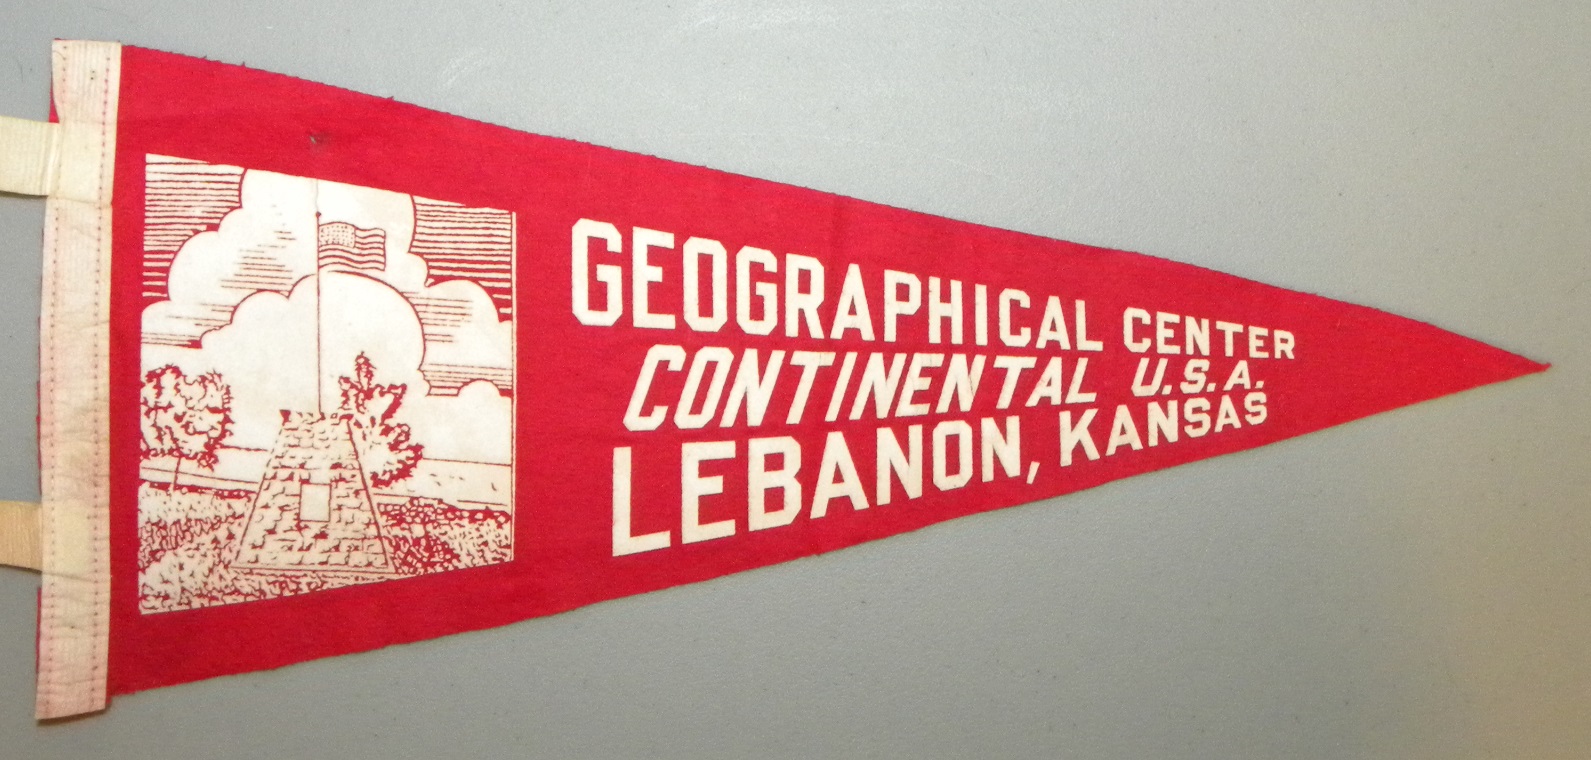 GEOGRAPHICAL CENTER
CONTINENTAL U.S.A.
LEBANON, KANSAS